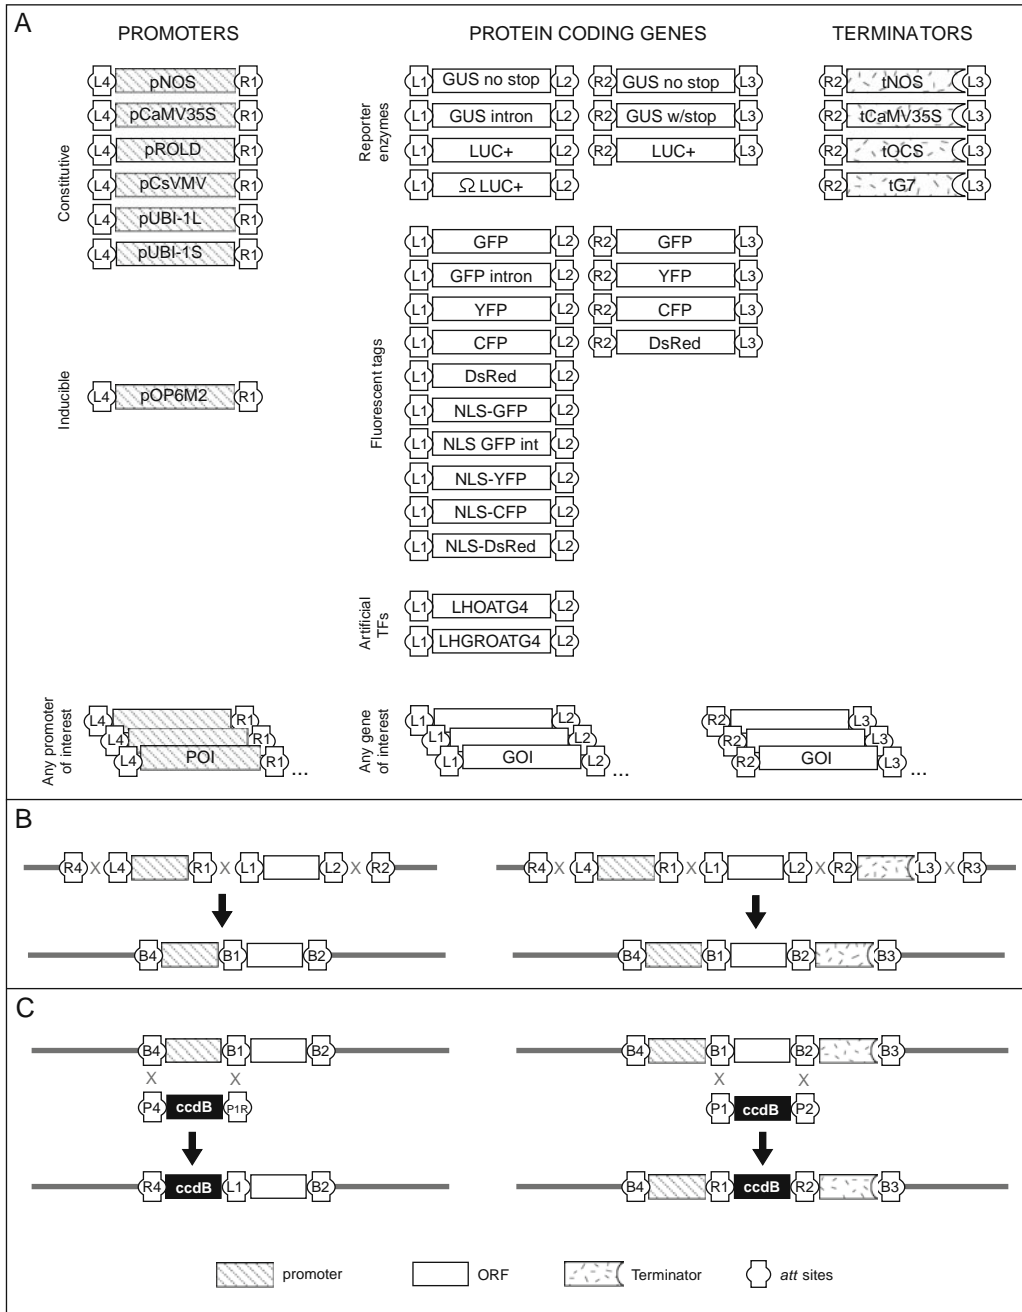 A
PROMOTERS
PROTEIN CODING GENES
TERMINATORS
Constitutive
L4 pNOS R1
L4 pCaMV35S R1
L4 pROLD R1
L4 pCsVMV R1
L4 pUBI-1L R1
L4 pUBI-1S R1
Inducible
L4 pOP6M2 R1
Reporter
enzymes
L1 GUS no stop L2 R2 GUS no stop L3
L1 GUS intron L2 R2 GUS w/stop L3
L1 LUC+ L2 R2 LUC+ L3
L1 Ω LUC+ L2
R2 tNOS L3
R2 tCaMV35S L3
R2 tOCS L3
R2 tG7 L3
Fluorescent tags
L1 GFP L2 R2 GFP L3
L1 GFP intron L2 R2 YFP L3
L1 YFP L2 R2 CFP L3
L1 CFP L2 R2 DsRed L3
L1 DsRed L2
L1 NLS-GFP L2
L1 NLS GFP int L2
L1 NLS-YFP L2
L1 NLS-CFP L2
L1 NLS-DsRed L2
Artificial
TFs
L1 LHOATG4 L2
L1 LHGROATG4 L2
Any promoter
of interest
L4 R1
L4 R1
L4 POI R1 ...
Any gene
of interest
L1 L2
L1 L2
L1 GOI L2 ...
R2 L3
R2 L3
R2 GOI L3 ...
B
R4 X L4 R1 X L1 L2 X R2
R4 X L4 R1 X L1 L2 X R2 L3 X R3
B4 B1 B2
B4 B1 B2 B3
C
B4 B1 B2
B4 B1 B2 B3
X X
X X
P4 ccdB P1R
P1 ccdB P2
R4 ccdB L1 B2
B4 R1 ccdB R2 B3
promoter
ORF
Terminator
att sites